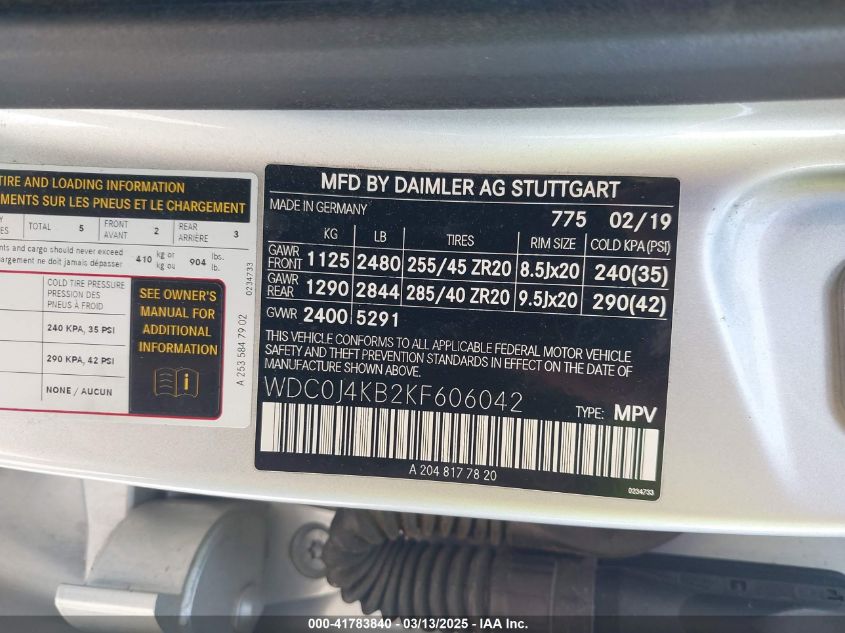 TIRE AND LOADING INFORMATION
MENTS SUR LES PNEUS ET LE CHARGEMENT
TOTAL 5 FRONT AVANT 2 REAR ARRIÈRE 3
nts and cargo should never exceed
argement ne doit jamais dépasser 410 kg or kg ou 904 lbs. lb.
COLD TIRE PRESSURE
PRESSION DES
PNEUS À FROID
240 KPA, 35 PSI
290 KPA, 42 PSI
NONE / AUCUN
SEE OWNER'S
MANUAL FOR
ADDITIONAL
INFORMATION
0234733
A 253 584 79 02
MFD BY DAIMLER AG STUTTGART
MADE IN GERMANY 775 02/19
KG LB TIRES RIM SIZE COLD KPA (PSI)
GAWR FRONT 1125 2480 255/45 ZR20 8.5Jx20 240(35)
GAWR REAR 1290 2844 285/40 ZR20 9.5Jx20 290(42)
GVWR 2400 5291
THIS VEHICLE CONFORMS TO ALL APPLICABLE FEDERAL MOTOR VEHICLE
SAFETY AND THEFT PREVENTION STANDARDS IN EFFECT ON THE DATE OF
MANUFACTURE SHOWN ABOVE.
WDC0J4KB2KF606042
TYPE: MPV
A 204 817 78 20
0234733
000-41783840 - 03/13/2025 - IAA Inc.